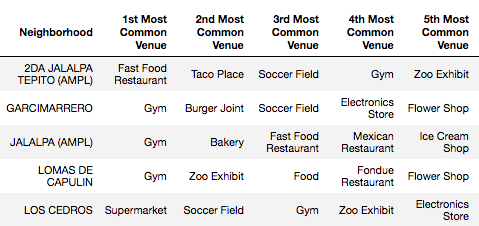 Neighborhood 1st Most Common Venue 2nd Most Common Venue 3rd Most Common Venue 4th Most Common Venue 5th Most Common Venue
2DA JALALPA TEPITO (AMPL) Fast Food Restaurant Taco Place Soccer Field Gym Zoo Exhibit
GARCIMARRERO Gym Burger Joint Soccer Field Electronics Store Flower Shop
JALALPA (AMPL) Gym Bakery Fast Food Restaurant Mexican Restaurant Ice Cream Shop
LOMAS DE CAPULIN Gym Zoo Exhibit Food Fondue Restaurant Flower Shop
LOS CEDROS Supermarket Soccer Field Gym Zoo Exhibit Electronics Store